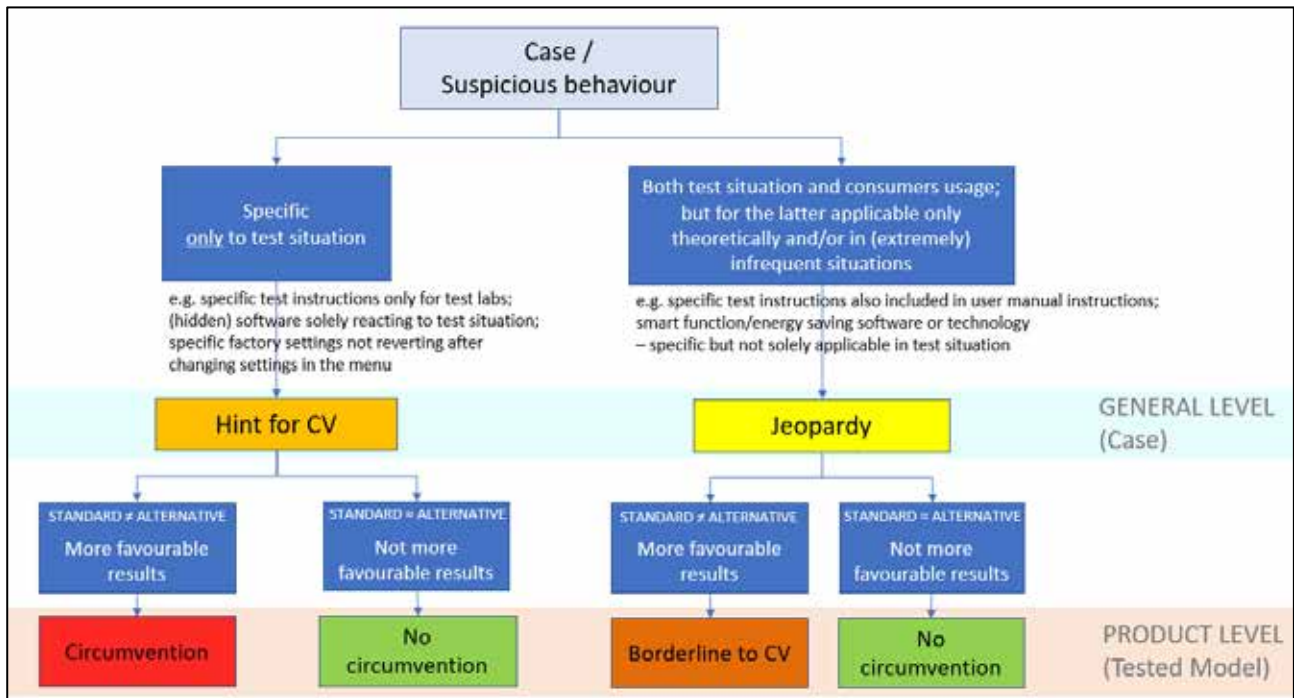 Case /
Suspicious behaviour
Specific
only to test situation
Both test situation and consumers usage;
but for the latter applicable only
theoretically and/or in (extremely)
infrequent situations
e.g. specific test instructions only for test labs;
(hidden) software solely reacting to test situation;
specific factory settings not reverting after
changing settings in the menu
e.g. specific test instructions also included in user manual instructions;
smart function/energy saving software or technology
– specific but not solely applicable in test situation
Hint for CV
Jeopardy
GENERAL LEVEL
(Case)
STANDARD ≠ ALTERNATIVE
More favourable
results
STANDARD = ALTERNATIVE
Not more
favourable results
STANDARD ≠ ALTERNATIVE
More favourable
results
STANDARD = ALTERNATIVE
Not more
favourable results
Circumvention
No
circumvention
Borderline to CV
No
circumvention
PRODUCT LEVEL
(Tested Model)